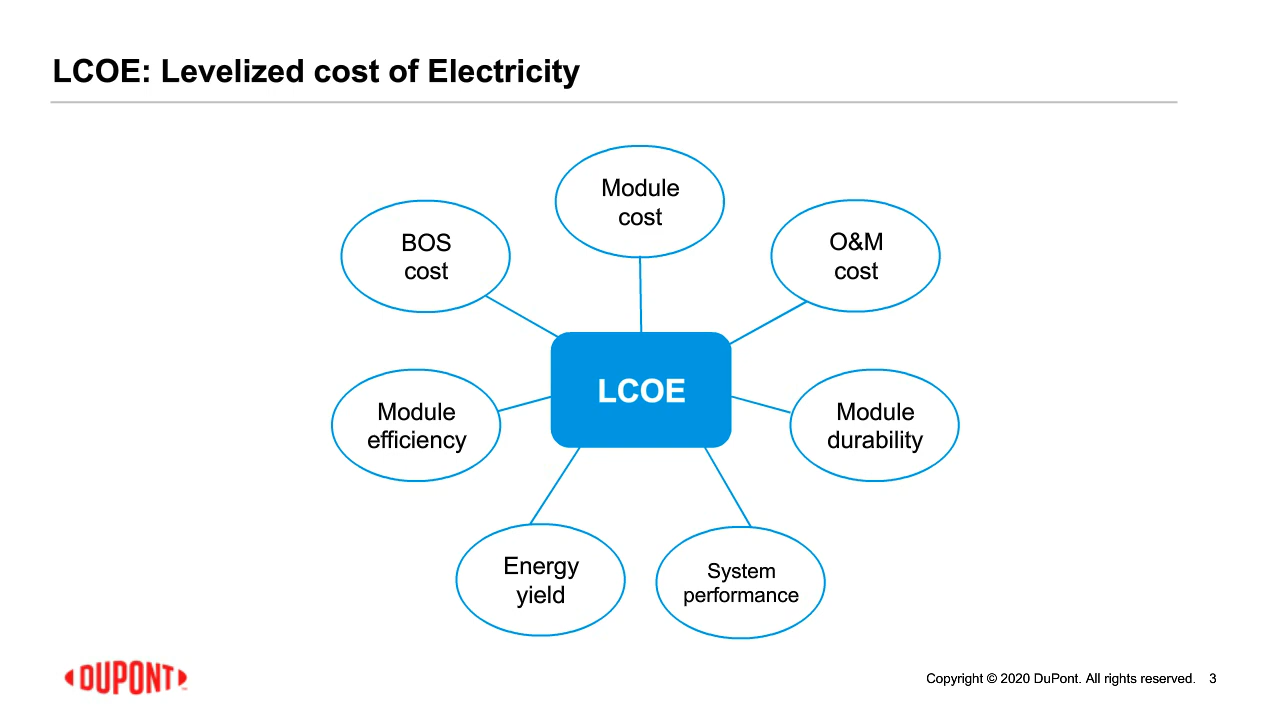 LCOE: Levelized cost of Electricity
Module
cost
BOS
cost
O&M
cost
LCOE
Module
efficiency
Module
durability
Energy
yield
System
performance
DUPONT
Copyright © 2020 DuPont. All rights reserved. 3